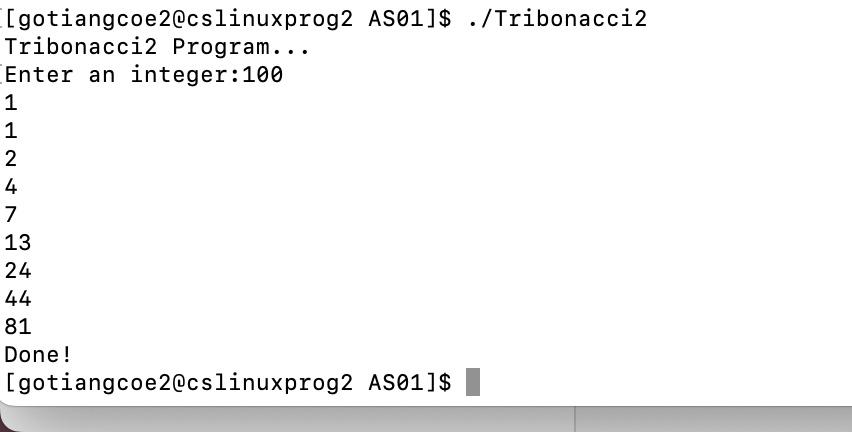 [gotiangcoe2@cslinuxprog2 AS01]$ ./Tribonacci2
Tribonacci2 Program...
Enter an integer:100
1
1
2
4
7
13
24
44
81
Done!
[gotiangcoe2@cslinuxprog2 AS01]$